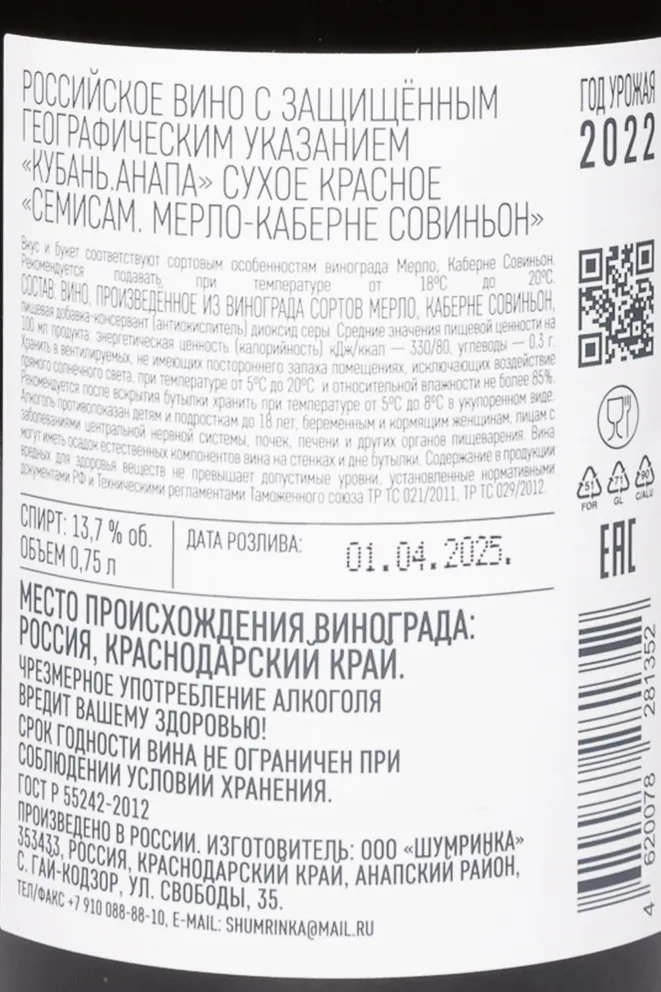 РОССИЙСКОЕ ВИНО С ЗАЩИЩЁННЫМ
ГЕОГРАФИЧЕСКИМ УКАЗАНИЕМ
«КУБАНЬ.АНАПА» СУХОЕ КРАСНОЕ
«СЕМИСАМ. МЕРЛО-КАБЕРНЕ СОВИНЬОН»
Вкус и букет соответствуют сортовым особенностям винограда Мерло, Каберне Совиньон.
Рекомендуется подавать при температуре от 18ºС до 20ºС.
СОСТАВ: ВИНО, ПРОИЗВЕДЕННОЕ ИЗ ВИНОГРАДА СОРТОВ МЕРЛО, КАБЕРНЕ СОВИНЬОН,
пищевая добавка-консервант (антиокислитель) диоксид серы. Средние значения пищевой ценности на
100 мл продукта: энергетическая ценность (калорийность) кДж/ккал — 330/80, углеводы — 0,3 г.
Хранить в вентилируемых, не имеющих постороннего запаха помещениях, исключающих воздействие
прямого солнечного света, при температуре от 5ºС до 20ºС и относительной влажности не более 85%.
Рекомендуется после вскрытия бутылки хранить при температуре от 5ºС до 8ºС в укупоренном виде.
Алкоголь противопоказан детям и подросткам до 18 лет, беременным и кормящим женщинам, лицам с
заболеваниями центральной нервной системы, почек, печени и других органов пищеварения. Вина
могут иметь осадок естественных компонентов вина на стенках и дне бутылки. Содержание в продукции
вредных для здоровья веществ не превышает допустимые уровни, установленные нормативными
документами РФ и Техническими регламентами Таможенного союза ТР ТС 021/2011, ТР ТС 029/2012.
СПИРТ: 13,7 % об.
ОБЪЕМ 0,75 л
ДАТА РОЗЛИВА:
01.04.2025.
МЕСТО ПРОИСХОЖДЕНИЯ ВИНОГРАДА:
РОССИЯ, КРАСНОДАРСКИЙ КРАЙ.
ЧРЕЗМЕРНОЕ УПОТРЕБЛЕНИЕ АЛКОГОЛЯ
ВРЕДИТ ВАШЕМУ ЗДОРОВЬЮ!
СРОК ГОДНОСТИ ВИНА НЕ ОГРАНИЧЕН ПРИ
СОБЛЮДЕНИИ УСЛОВИЙ ХРАНЕНИЯ.
ГОСТ Р 55242-2012
ПРОИЗВЕДЕНО В РОССИИ. ИЗГОТОВИТЕЛЬ: ООО «ШУМРИНКА»
353433, РОССИЯ, КРАСНОДАРСКИЙ КРАЙ, АНАПСКИЙ РАЙОН,
С. ГАЙ-КОДЗОР, УЛ. СВОБОДЫ, 35.
ТЕЛ/ФАКС +7 910 088-88-10, E-MAIL: SHUMRINKA@MAIL.RU
ГОД УРОЖАЯ
2022
51
FOR
71
GL
90
C/ALU
EAC
4 620078 281352